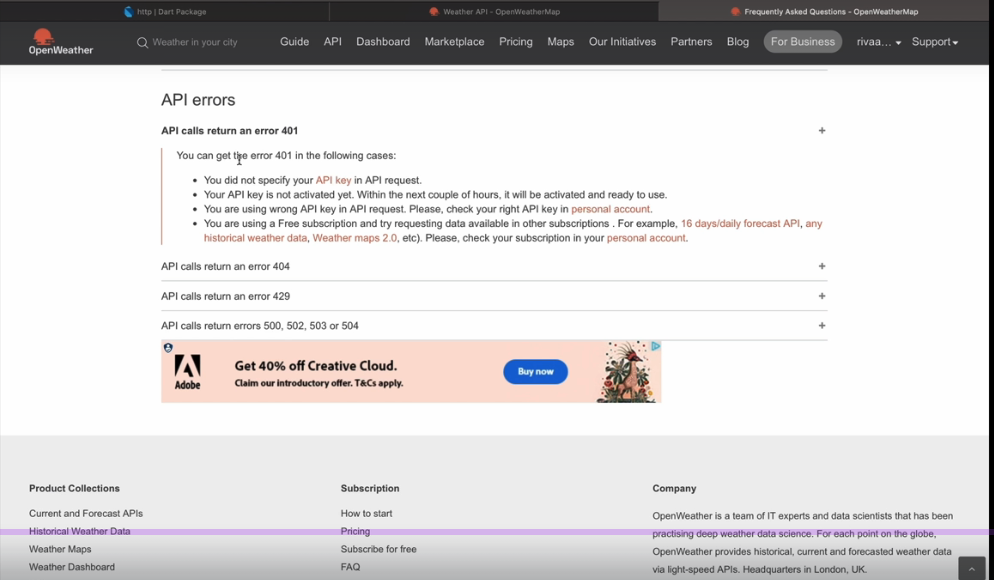 http | Dart Package
Weather API - OpenWeatherMap
Frequently Asked Questions - OpenWeatherMap
OpenWeather
Weather in your city
Guide
API
Dashboard
Marketplace
Pricing
Maps
Our Initiatives
Partners
Blog
For Business
rivaa...
Support
API errors
API calls return an error 401
+
You can get the error 401 in the following cases:
You did not specify your API key in API request.
Your API key is not activated yet. Within the next couple of hours, it will be activated and ready to use.
You are using wrong API key in API request. Please, check your right API key in personal account.
You are using a Free subscription and try requesting data available in other subscriptions . For example, 16 days/daily forecast API, any
historical weather data, Weather maps 2.0, etc). Please, check your subscription in your personal account.
API calls return an error 404
+
API calls return an error 429
+
API calls return errors 500, 502, 503 or 504
+
Adobe
Get 40% off Creative Cloud.
Claim our introductory offer. T&Cs apply.
Buy now
Product Collections
Current and Forecast APIs
Historical Weather Data
Weather Maps
Weather Dashboard
Subscription
How to start
Pricing
Subscribe for free
FAQ
Company
OpenWeather is a team of IT experts and data scientists that has been
practising deep weather data science. For each point on the globe,
OpenWeather provides historical, current and forecasted weather data
via light-speed APIs. Headquarters in London, UK.